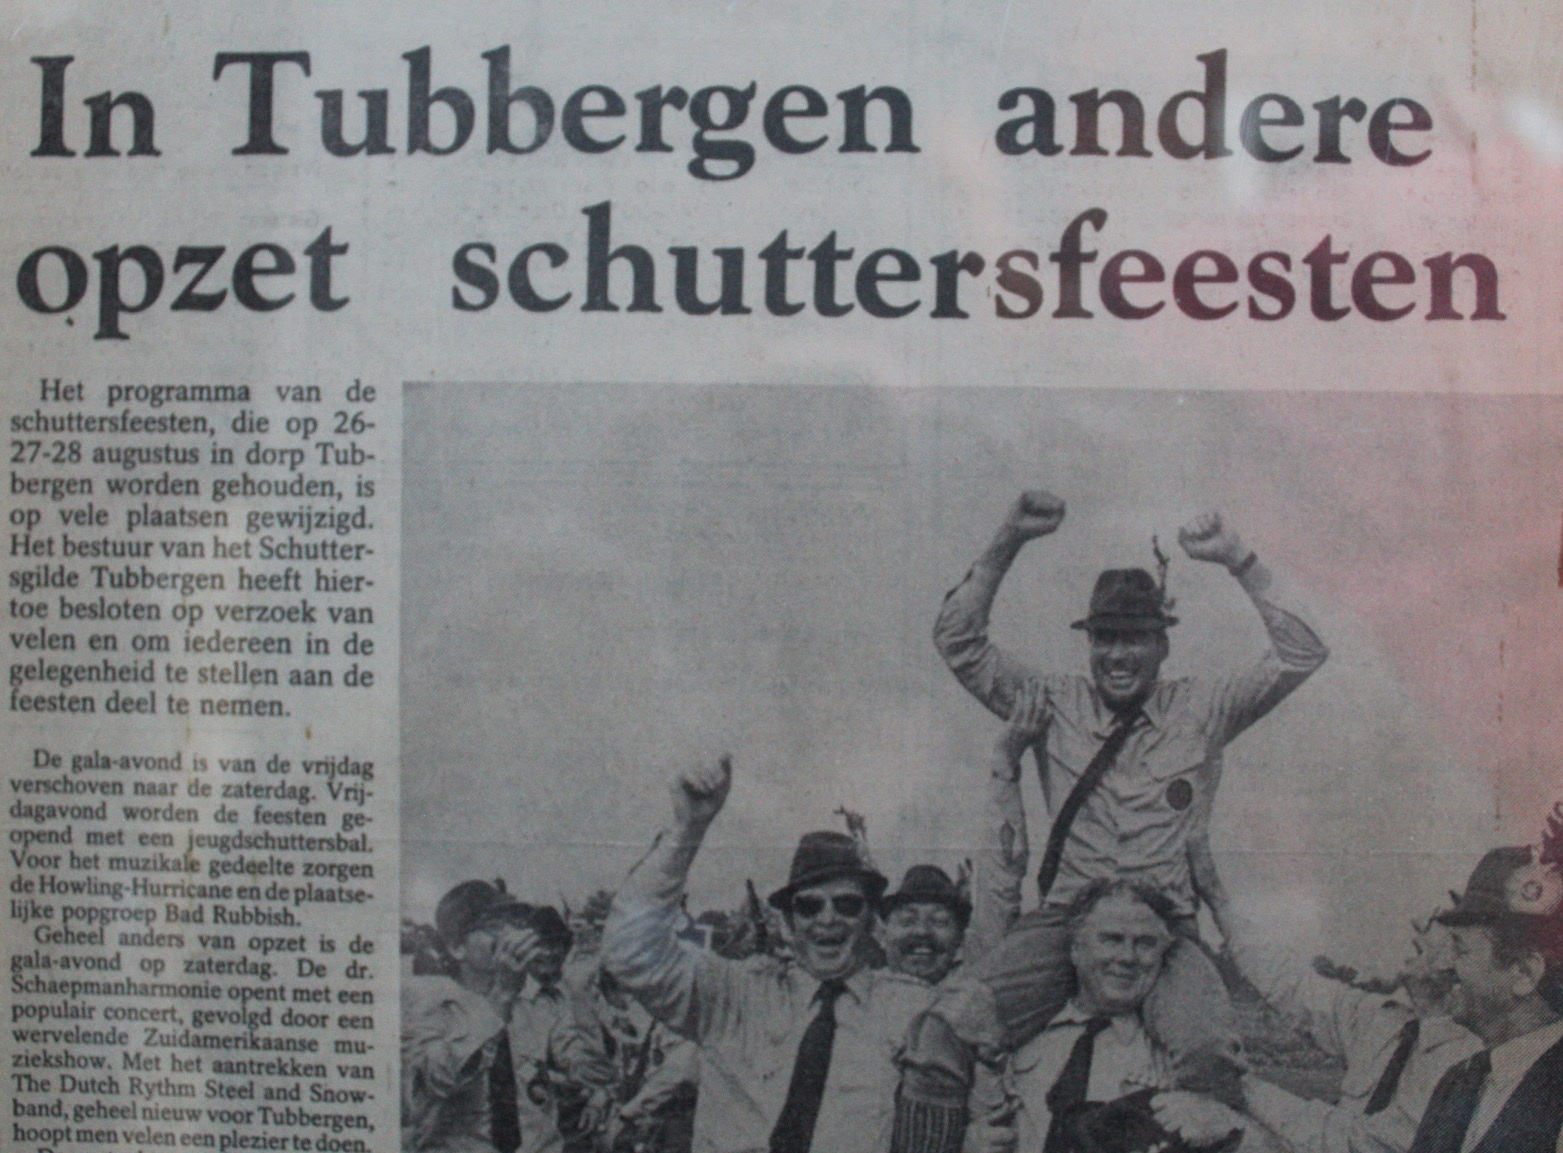 In Tubbergen andere
opzet schuttersfeesten
Het programma van de
schuttersfeesten, die op 26-
27-28 augustus in dorp Tub-
bergen worden gehouden, is
op vele plaatsen gewijzigd.
Het bestuur van het Schutter-
sgilde Tubbergen heeft hier-
toe besloten op verzoek van
velen en om iedereen in de
gelegenheid te stellen aan de
feesten deel te nemen.
De gala-avond is van de vrijdag
verschoven naar de zaterdag. Vrij-
dagavond worden de feesten ge-
opend met een jeugdschuttersbal.
Voor het muzikale gedeelte zorgen
de Howling-Hurricane en de plaatse-
lijke popgroep Bad Rubbish.
Geheel anders van opzet is de
gala-avond op zaterdag. De dr.
Schaepmanharmonie opent met een
populair concert, gevolgd door een
wervelende Zuidamerikaanse mu-
ziekshow. Met het aantrekken van
The Dutch Rythm Steel and Snow-
band, geheel nieuw voor Tubbergen,
hoopt men velen een plezier te doen.